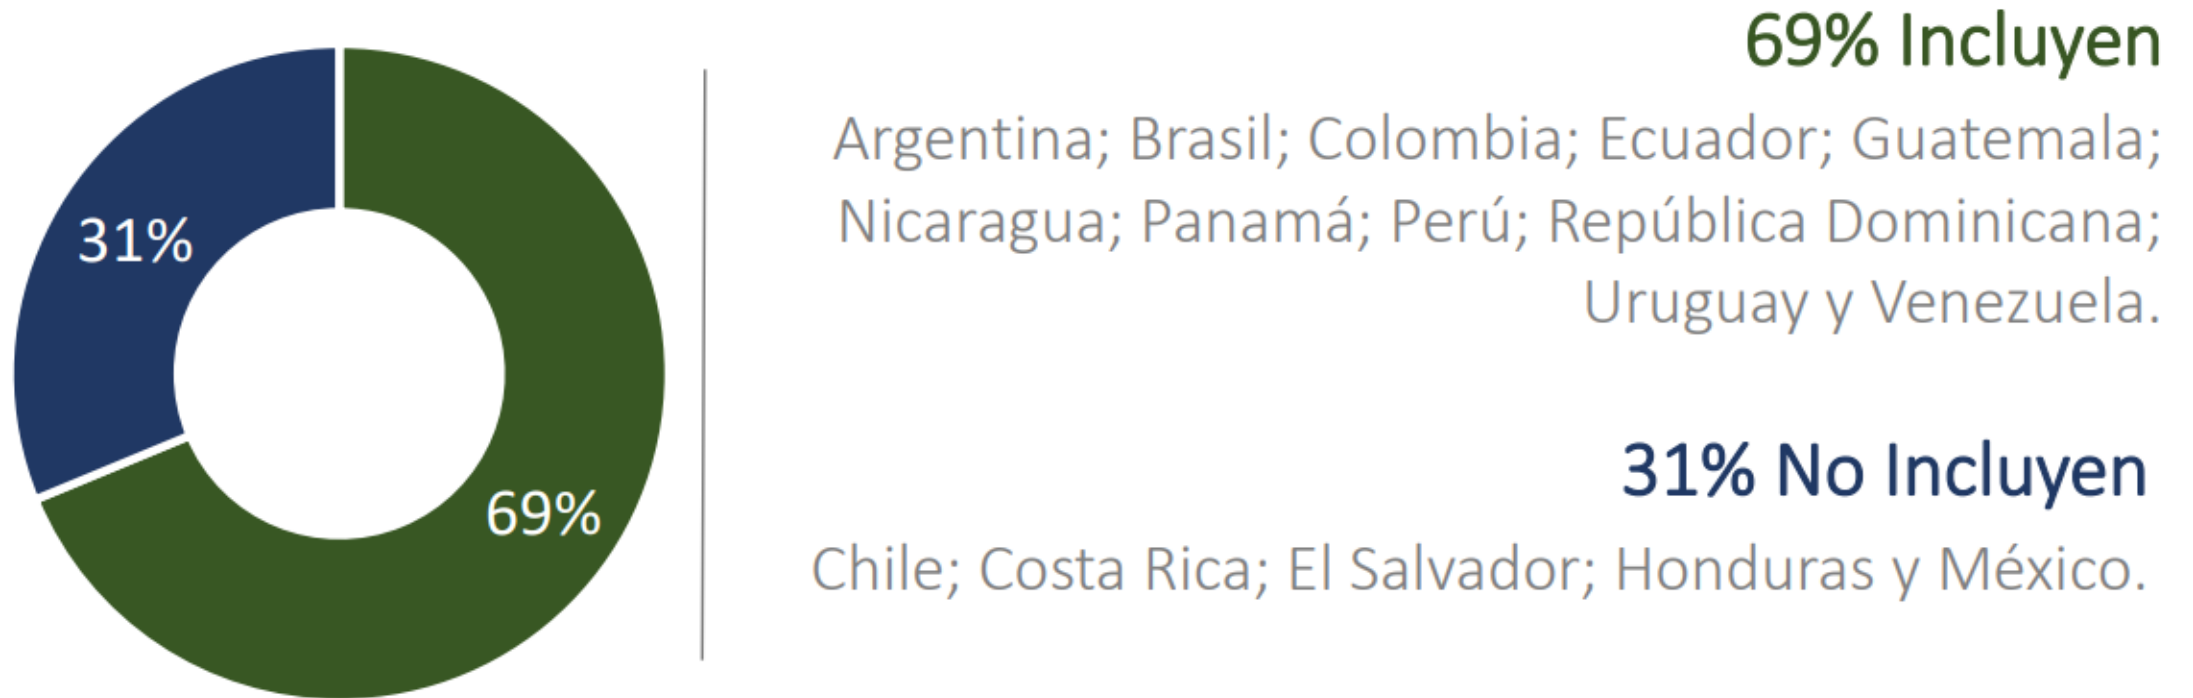 31%
69%
69% Incluyen
Argentina; Brasil; Colombia; Ecuador; Guatemala;
Nicaragua; Panamá; Perú; República Dominicana;
Uruguay y Venezuela.
31% No Incluyen
Chile; Costa Rica; El Salvador; Honduras y México.